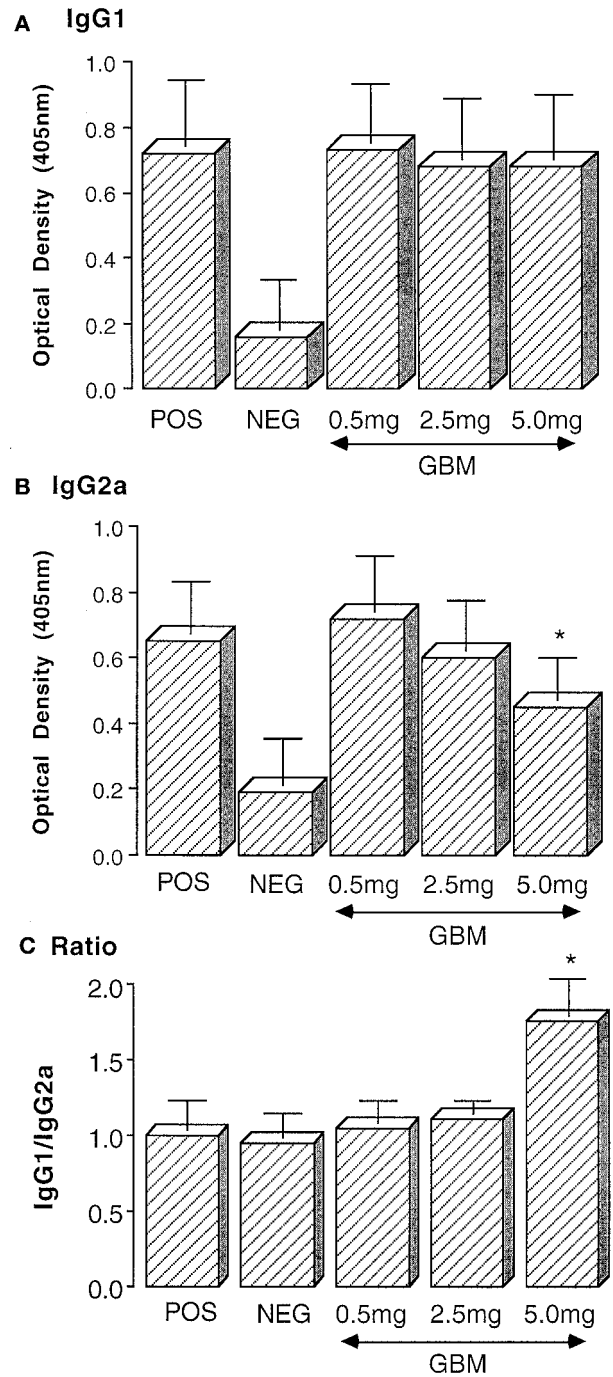 A IgG1
Optical Density (405nm)
1.0
0.8
0.6
0.4
0.2
0.0
POS NEG 0.5mg 2.5mg 5.0mg
GBM
B IgG2a
Optical Density (405nm)
1.0
0.8
0.6
0.4
0.2
0.0
*
POS NEG 0.5mg 2.5mg 5.0mg
GBM
C Ratio
IgG1/IgG2a
2.0
1.5
1.0
0.5
0.0
*
POS NEG 0.5mg 2.5mg 5.0mg
GBM